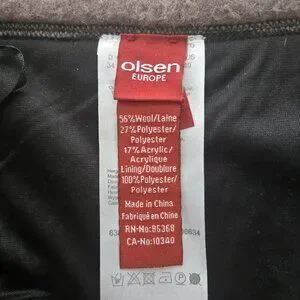 olsen
EUROPE
56%Wool/Laine
27%Polyester/
Polyester
17%Acrylic/
Acrylique
Lining/Doublure
100%Polyester/
Polyester
Made in China
Fabriqué en China
RN-No:85368
CA-No:10340